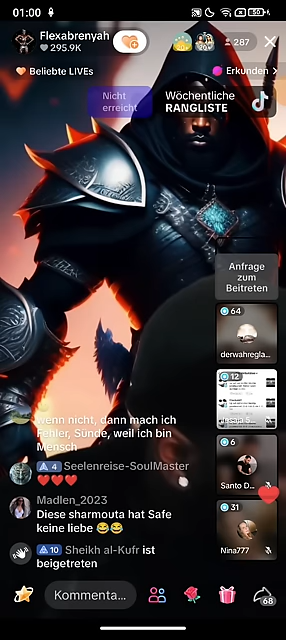 01:00
50
Flexabrenyah
295.9K
287
Beliebte LIVEs
Erkunden
Nicht
erreicht
Wöchentliche
RANGLISTE
Anfrage
zum
Beitreten
64
derwahregla...
12
6
Santo D...
31
Nina777
wenn nicht, dann mach ich
Fehler, Sünde, weil ich bin
Mensch
4 Seelenreise-SoulMaster
❤️❤️❤️
Madlen_2023
Diese sharmouta hat Safe
keine liebe 😂😂
10 Sheikh al-Kufr ist
beigetreten
Kommenta...
68